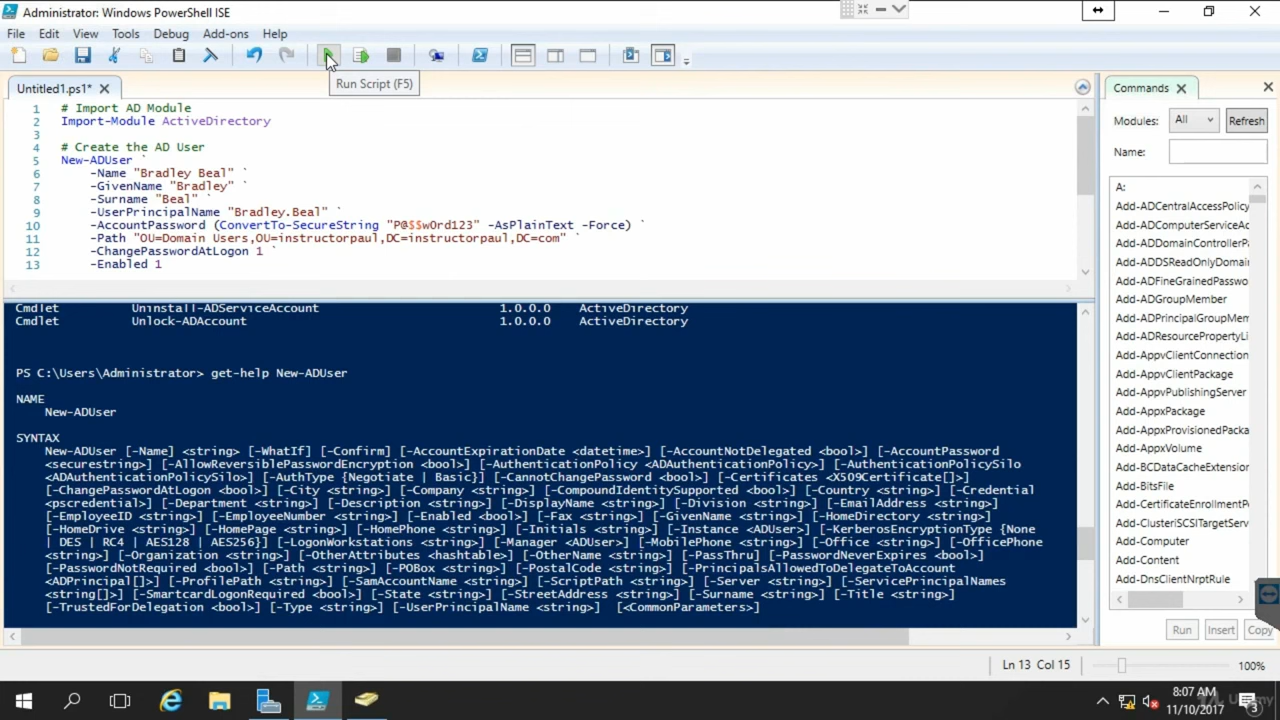 Administrator: Windows PowerShell ISE
File Edit View Tools Debug Add-ons Help
Run Script (F5)
Untitled1.ps1*
1 # Import AD Module
2 Import-Module ActiveDirectory
3
4 # Create the AD User
5 New-ADUser `
6 -Name "Bradley Beal" `
7 -GivenName "Bradley" `
8 -Surname "Beal" `
9 -UserPrincipalName "Bradley.Beal" `
10 -AccountPassword (ConvertTo-SecureString "P@$$w0rd123" -AsPlainText -Force) `
11 -Path "OU=Domain Users,OU=instructorpaul,DC=instructorpaul,DC=com" `
12 -ChangePasswordAtLogon 1 `
13 -Enabled 1
Cmdlet Uninstall-ADServiceAccount 1.0.0.0 ActiveDirectory
Cmdlet Unlock-ADAccount 1.0.0.0 ActiveDirectory
PS C:\Users\Administrator> get-help New-ADUser
NAME
New-ADUser
SYNTAX
New-ADUser [-Name] <string> [-WhatIf] [-Confirm] [-AccountExpirationDate <datetime>] [-AccountNotDelegated <bool>] [-AccountPassword
<securestring>] [-AllowReversiblePasswordEncryption <bool>] [-AuthenticationPolicy <ADAuthenticationPolicy>] [-AuthenticationPolicySilo
<ADAuthenticationPolicySilo>] [-AuthType {Negotiate | Basic}] [-CannotChangePassword <bool>] [-Certificates <X509Certificate[]>]
[-ChangePasswordAtLogon <bool>] [-City <string>] [-Company <string>] [-CompoundIdentitySupported <bool>] [-Country <string>] [-Credential
<pscredential>] [-Department <string>] [-Description <string>] [-DisplayName <string>] [-Division <string>] [-EmailAddress <string>]
[-EmployeeID <string>] [-EmployeeNumber <string>] [-Enabled <bool>] [-Fax <string>] [-GivenName <string>] [-HomeDirectory <string>]
[-HomeDrive <string>] [-HomePage <string>] [-HomePhone <string>] [-Initials <string>] [-Instance <ADUser>] [-KerberosEncryptionType {None
| DES | RC4 | AES128 | AES256}] [-LogonWorkstations <string>] [-Manager <ADUser>] [-MobilePhone <string>] [-Office <string>] [-OfficePhone
<string>] [-Organization <string>] [-OtherAttributes <hashtable>] [-OtherName <string>] [-PassThru] [-PasswordNeverExpires <bool>]
[-PasswordNotRequired <bool>] [-Path <string>] [-POBox <string>] [-PostalCode <string>] [-PrincipalsAllowedToDelegateToAccount
<ADPrincipal[]>] [-ProfilePath <string>] [-SamAccountName <string>] [-ScriptPath <string>] [-Server <string>] [-ServicePrincipalNames
<string[]>] [-SmartcardLogonRequired <bool>] [-State <string>] [-StreetAddress <string>] [-Surname <string>] [-Title <string>]
[-TrustedForDelegation <bool>] [-Type <string>] [-UserPrincipalName <string>] [<CommonParameters>]
Commands
Modules: All Refresh
Name:
A:
Add-ADCentralAccessPolicy
Add-ADComputerServiceAc
Add-ADDomainControllerPa
Add-ADDSReadOnlyDomai
Add-ADFineGrainedPasswo
Add-ADGroupMember
Add-ADPrincipalGroupMem
Add-ADResourcePropertyLi
Add-AppvClientConnection
Add-AppvClientPackage
Add-AppvPublishingServer
Add-AppxPackage
Add-AppxProvisionedPacka
Add-AppxVolume
Add-BCDataCacheExtension
Add-BitsFile
Add-CertificateEnrollmentP
Add-ClusteriSCSITargetServ
Add-Computer
Add-Content
Add-DnsClientNrptRule
Run Insert Copy
Ln 13 Col 15 100%
8:07 AM
11/10/2017
3